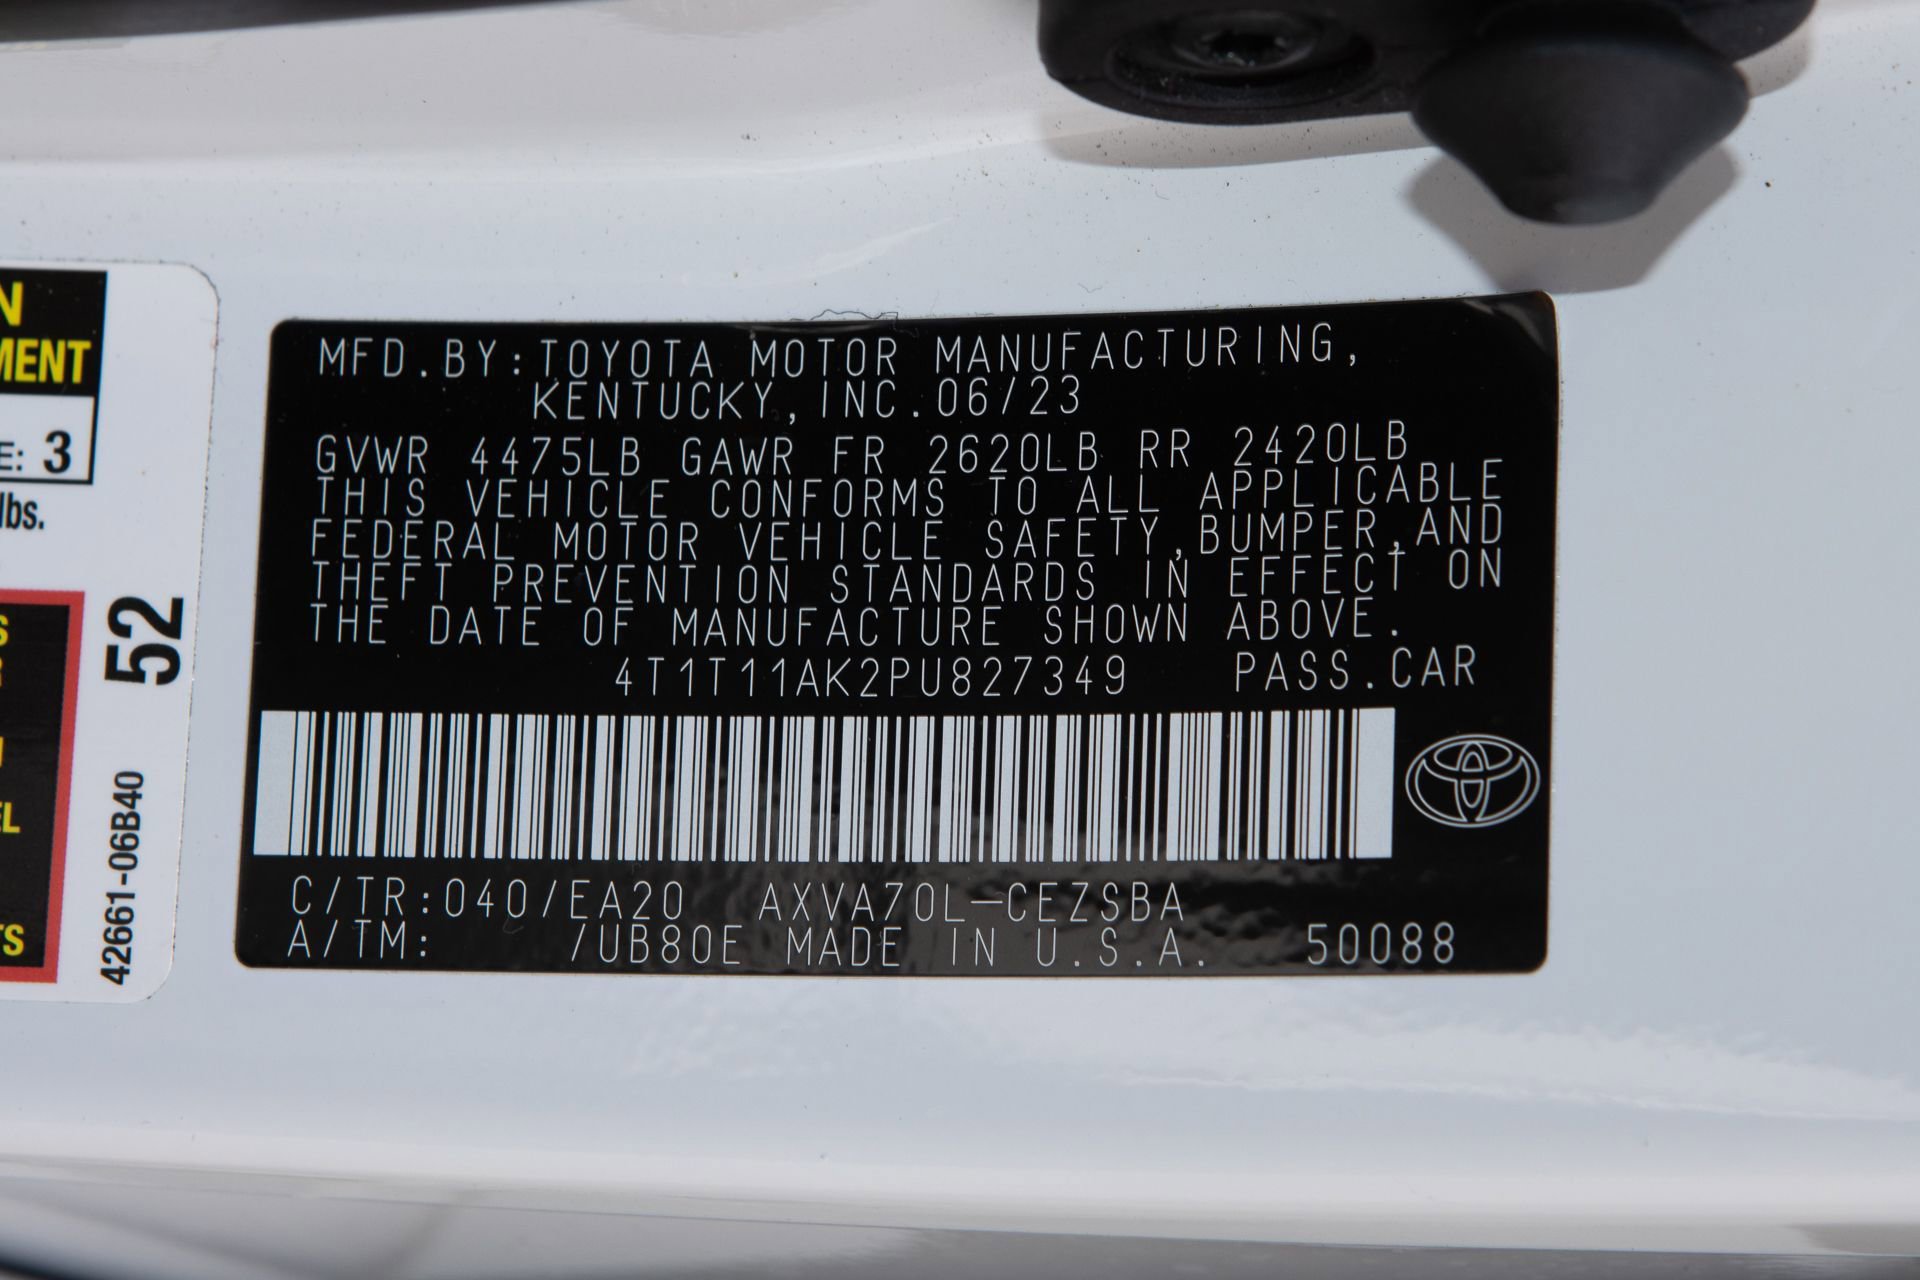 N
MENT
E: 3
lbs.
S
EL
TS
52
42661-06B40
MFD.BY:TOYOTA MOTOR MANUFACTURING,
KENTUCKY,INC.06/23
GVWR 4475LB GAWR FR 2620LB RR 2420LB
THIS VEHICLE CONFORMS TO ALL APPLICABLE
FEDERAL MOTOR VEHICLE SAFETY,BUMPER,AND
THEFT PREVENTION STANDARDS IN EFFECT ON
THE DATE OF MANUFACTURE SHOWN ABOVE.
4T1T11AK2PU827349 PASS.CAR
C/TR:040/EA20 AXVA70L-CEZSBA
A/TM: /UB80E MADE IN U.S.A. 50088